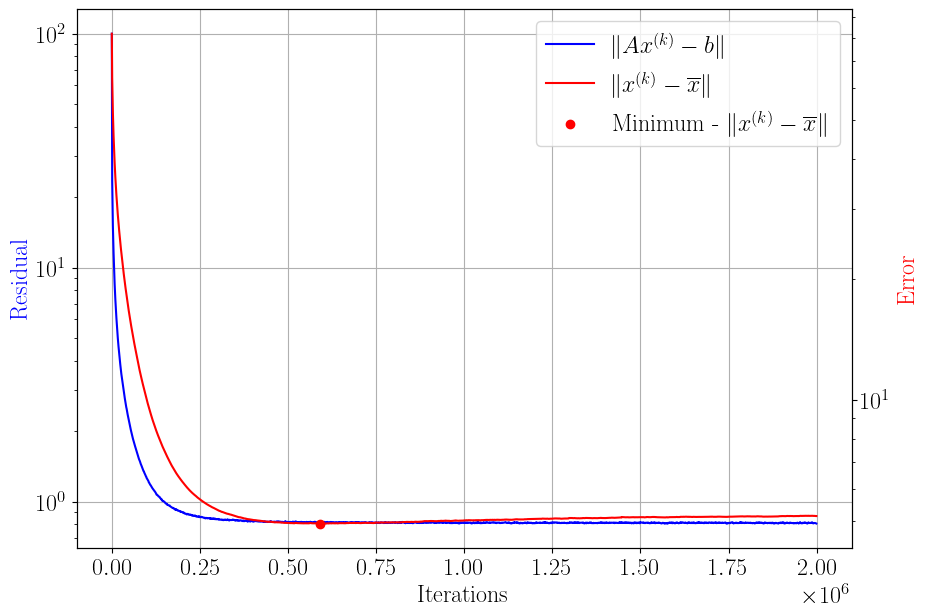 ‖Ax^{(k)} − b‖
‖x^{(k)} − x̅‖
Minimum - ‖x^{(k)} − x̅‖
10^2
10^1
10^0
Residual
Error
10^1
0.00 0.25 0.50 0.75 1.00 1.25 1.50 1.75 2.00
Iterations
×10^6